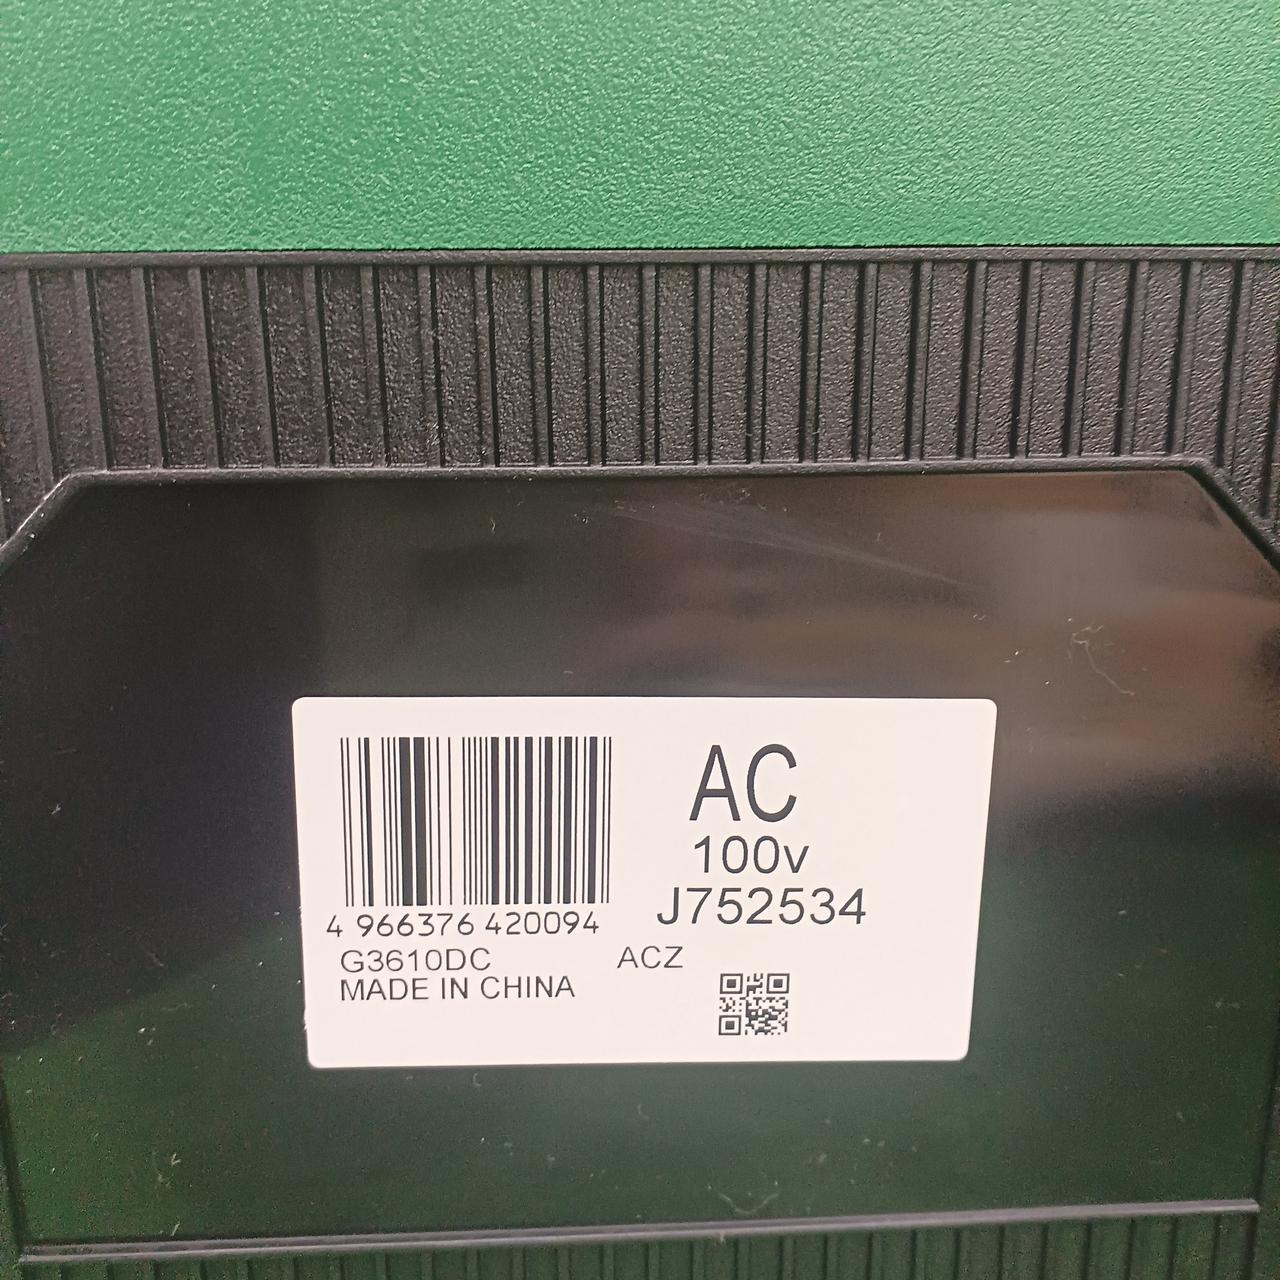 AC
100v
J752534
4 966376 420094
G3610DC ACZ
MADE IN CHINA